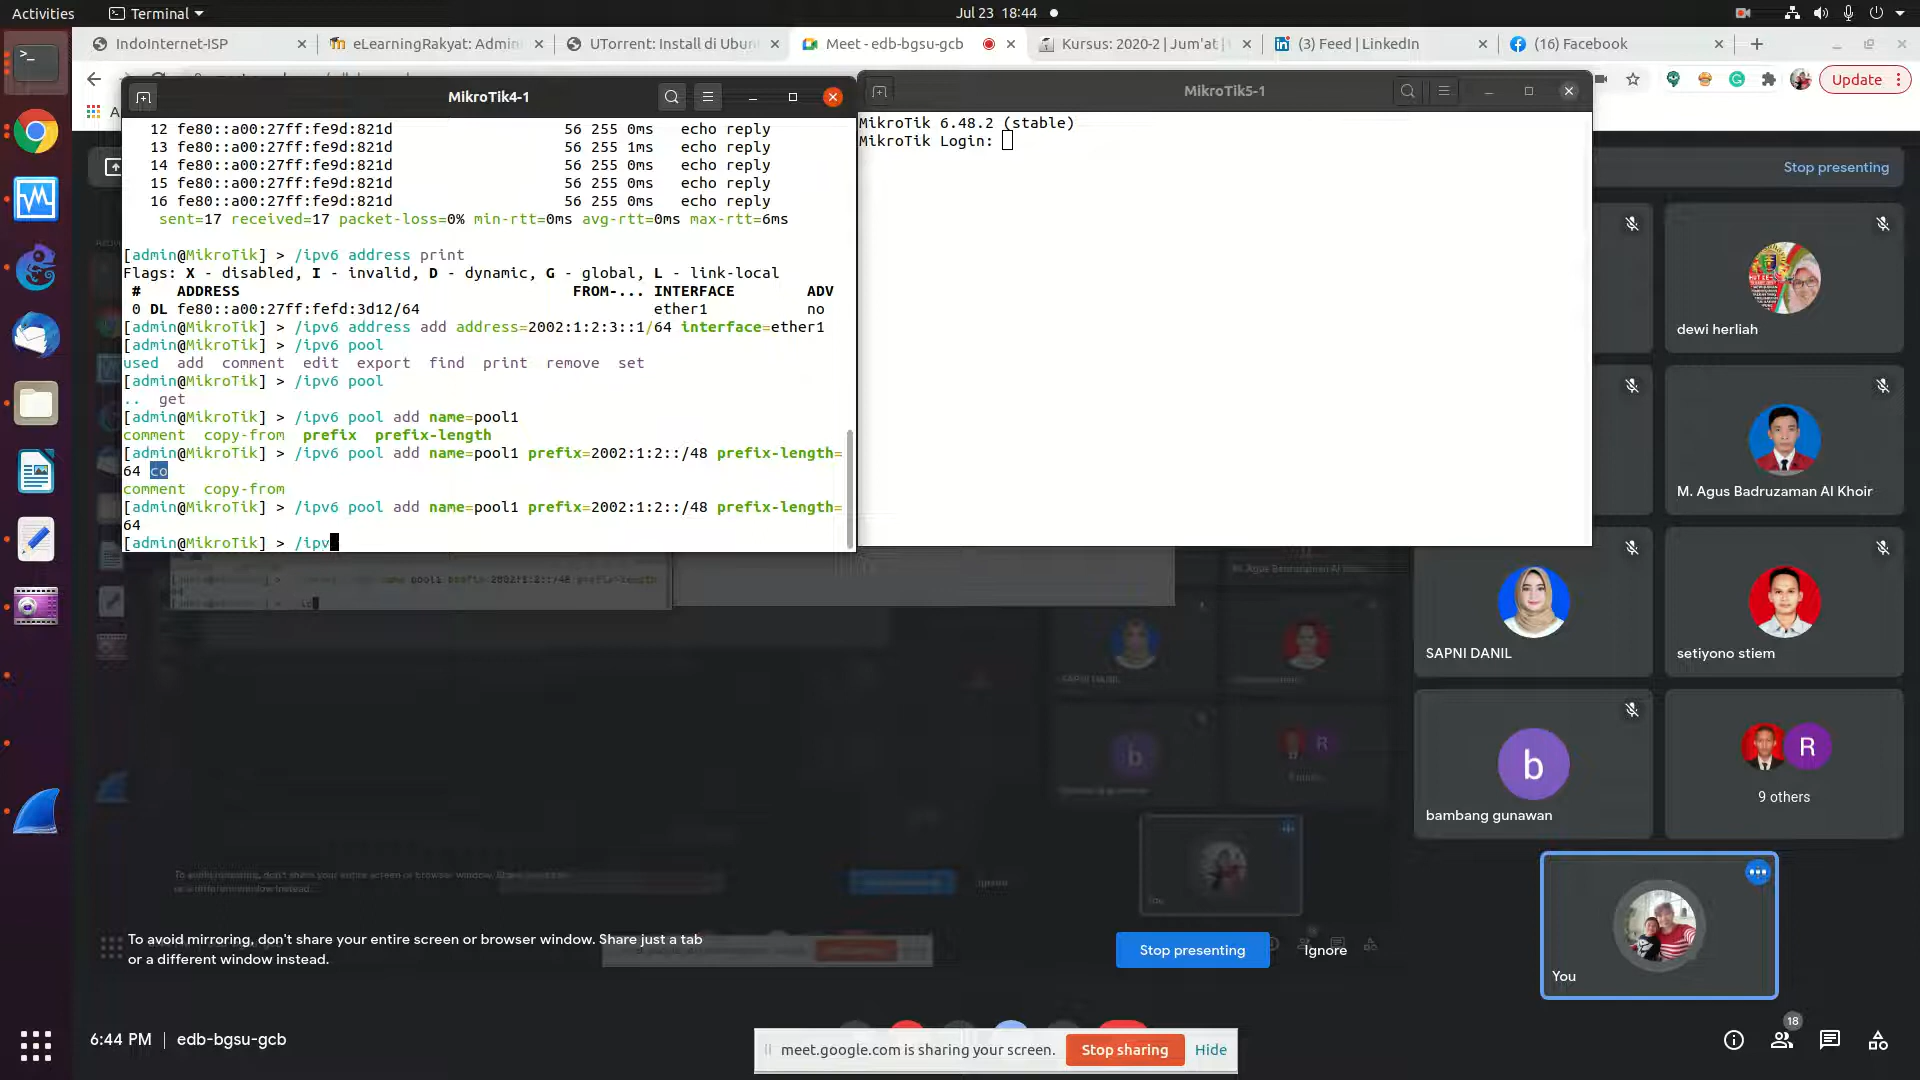 Activities
Terminal
Jul 23 18:44
IndoInternet-ISP
eLearningRakyat: Admin
UTorrent: Install di Ubun
Meet - edb-bgsu-gcb
Kursus: 2020-2 | Jum'at |
(3) Feed | LinkedIn
(16) Facebook
Update
MikroTik4-1
12 fe80::a00:27ff:fe9d:821d 56 255 0ms echo reply
13 fe80::a00:27ff:fe9d:821d 56 255 1ms echo reply
14 fe80::a00:27ff:fe9d:821d 56 255 0ms echo reply
15 fe80::a00:27ff:fe9d:821d 56 255 0ms echo reply
16 fe80::a00:27ff:fe9d:821d 56 255 0ms echo reply
sent=17 received=17 packet-loss=0% min-rtt=0ms avg-rtt=0ms max-rtt=6ms
[admin@MikroTik] > /ipv6 address print
Flags: X - disabled, I - invalid, D - dynamic, G - global, L - link-local
# ADDRESS FROM-... INTERFACE ADV
0 DL fe80::a00:27ff:fefd:3d12/64 ether1 no
[admin@MikroTik] > /ipv6 address add address=2002:1:2:3::1/64 interface=ether1
[admin@MikroTik] > /ipv6 pool
used add comment edit export find print remove set
[admin@MikroTik] > /ipv6 pool
.. get
[admin@MikroTik] > /ipv6 pool add name=pool1
comment copy-from prefix prefix-length
[admin@MikroTik] > /ipv6 pool add name=pool1 prefix=2002:1:2::/48 prefix-length=
64 co
comment copy-from
[admin@MikroTik] > /ipv6 pool add name=pool1 prefix=2002:1:2::/48 prefix-length=
64
[admin@MikroTik] > /ipv
MikroTik5-1
MikroTik 6.48.2 (stable)
MikroTik Login:
Stop presenting
dewi herliah
M. Agus Badruzaman Al Khoir
SAPNI DANIL
setiyono stiem
b
bambang gunawan
R
9 others
You
To avoid mirroring, don't share your entire screen or browser window. Share just a tab
or a different window instead.
Stop presenting
Ignore
6:44 PM | edb-bgsu-gcb
meet.google.com is sharing your screen.
Stop sharing
Hide
18